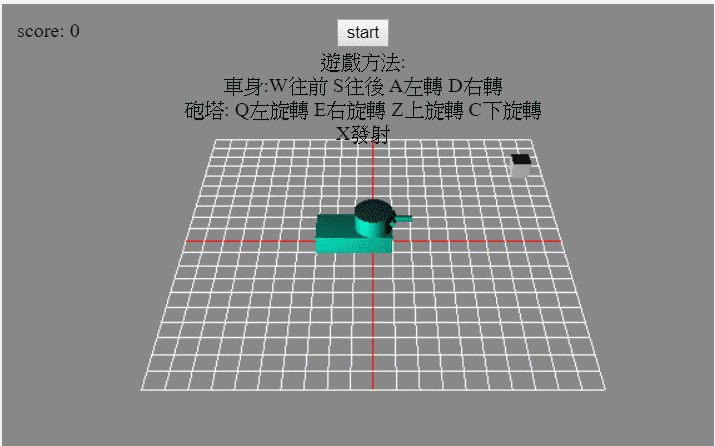 score: 0
start
遊戲方法:
車身:W往前 S往後 A左轉 D右轉
砲塔: Q左旋轉 E右旋轉 Z上旋轉 C下旋轉
X發射